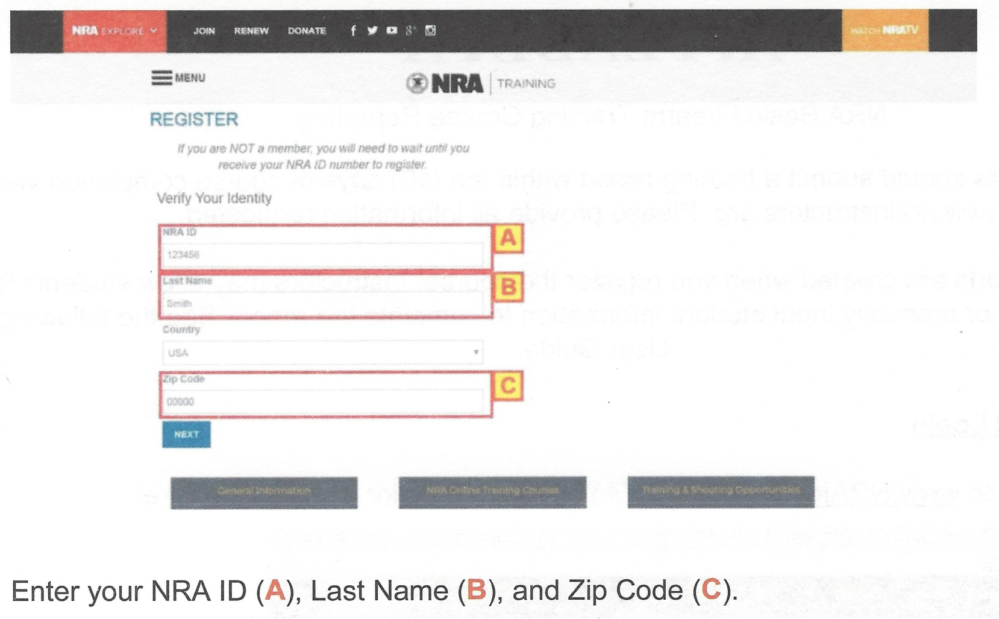 NRA EXPLORE JOIN RENEW DONATE f 8+ WATCH NRATV
MENU NRA TRAINING
REGISTER
If you are NOT a member, you will need to wait until you
receive your NRA ID number to register.
Verify Your Identity
NRA ID A
123456
Last Name B
Smith
Country
USA
Zip Code C
00000
NEXT
General Information NRA Online Training Courses Training & Shooting Opportunities
Enter your NRA ID (A), Last Name (B), and Zip Code (C).